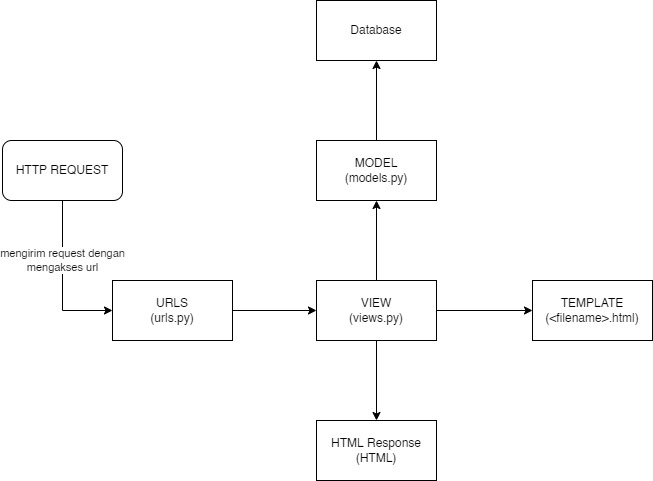 Database
MODEL
(models.py)
HTTP REQUEST
mengirim request dengan
mengakses url
URLS
(urls.py)
VIEW
(views.py)
TEMPLATE
(<filename>.html)
HTML Response
(HTML)